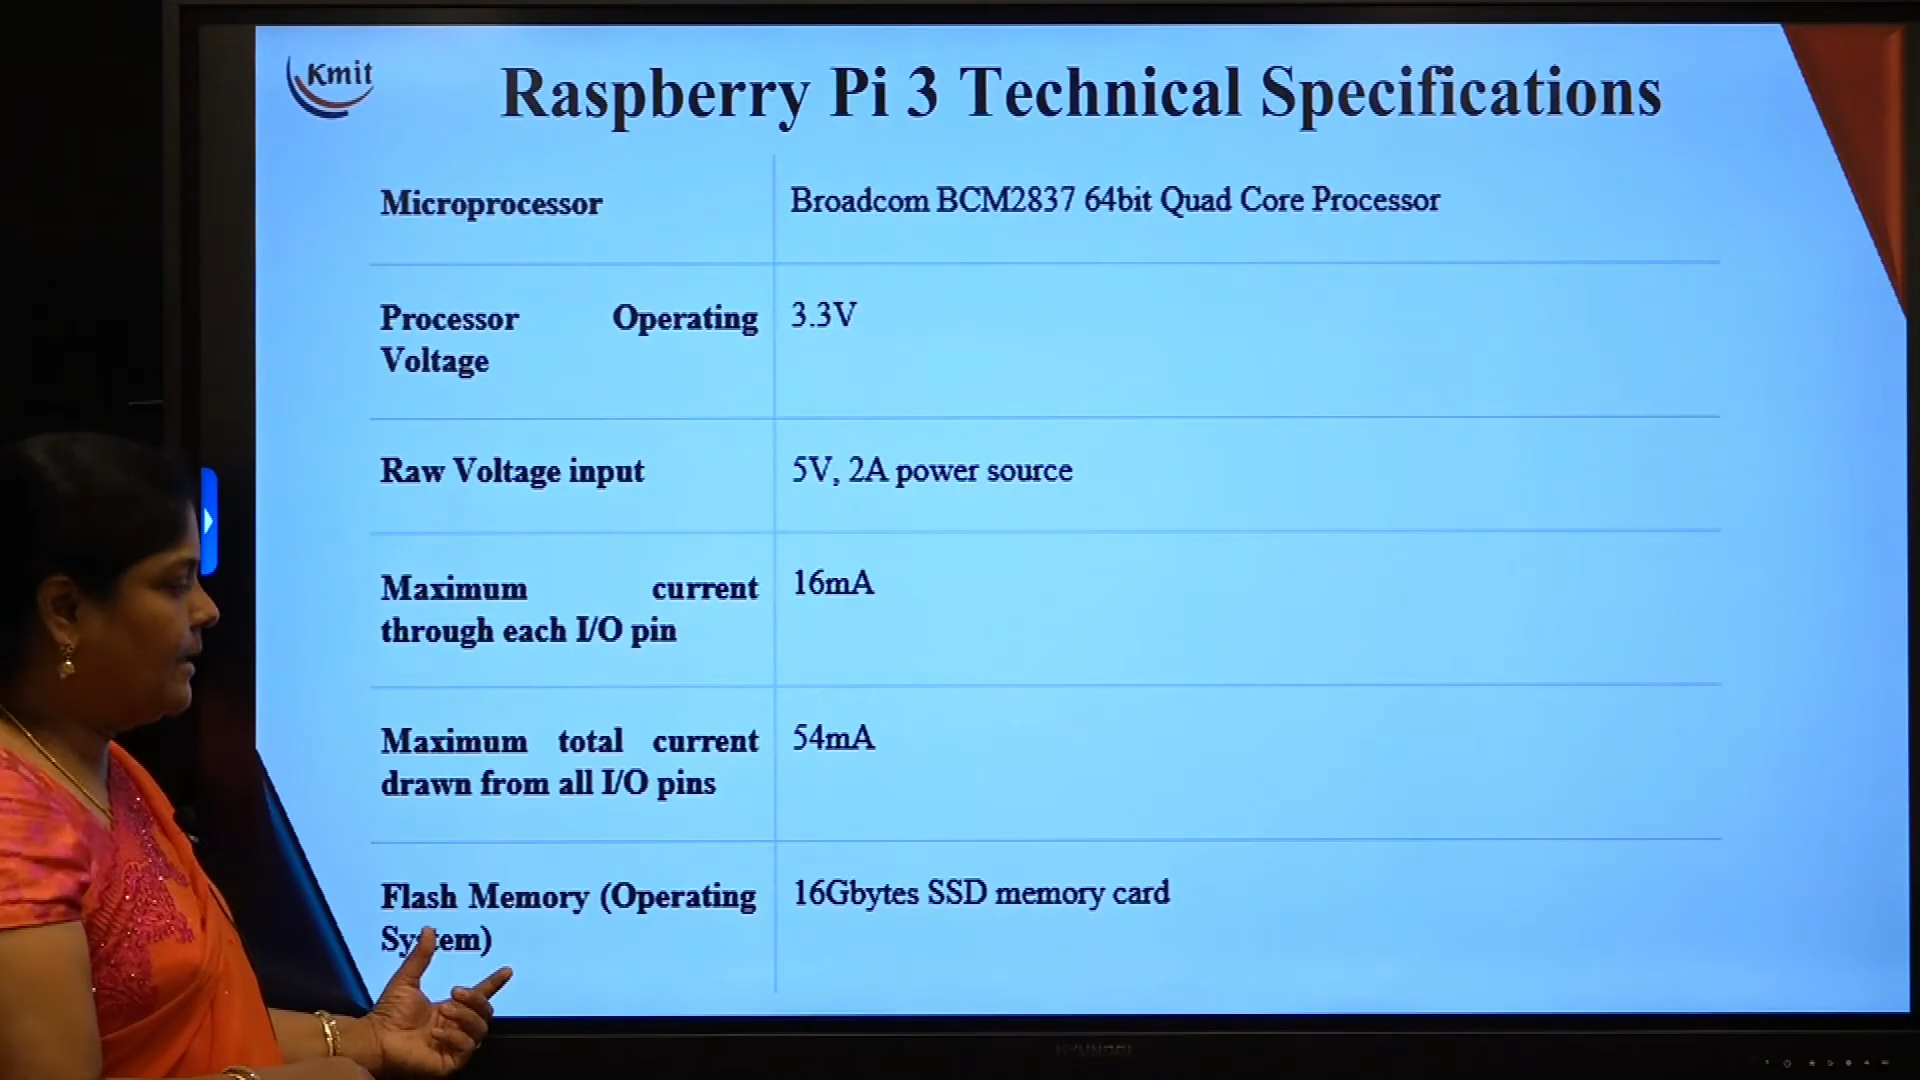 Kmit
Raspberry Pi 3 Technical Specifications
Microprocessor
Broadcom BCM2837 64bit Quad Core Processor
Processor Operating
Voltage
3.3V
Raw Voltage input
5V, 2A power source
Maximum current
through each I/O pin
16mA
Maximum total current
drawn from all I/O pins
54mA
Flash Memory (Operating
System)
16Gbytes SSD memory card
HYUNDAI